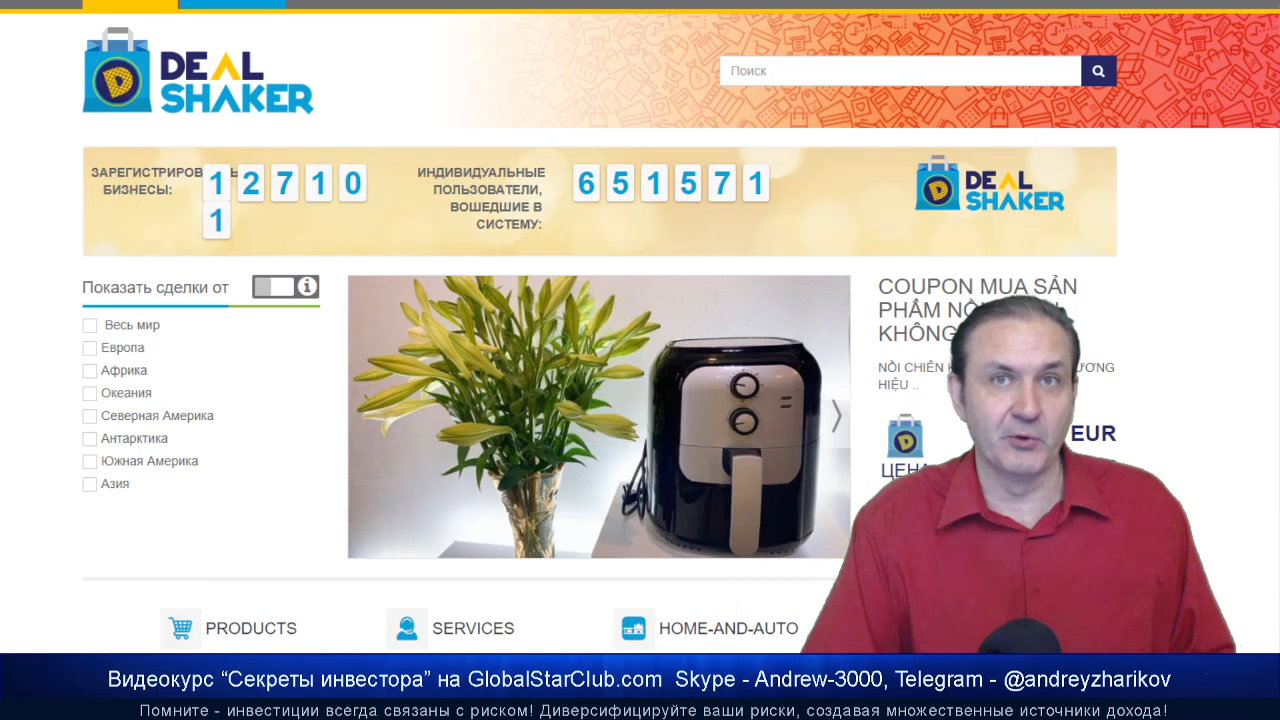 DEAL
SHAKER
Поиск
ЗАРЕГИСТРИРОВ
БИЗНЕСЫ:
1 2 7 1 0
1
ИНДИВИДУАЛЬНЫЕ
ПОЛЬЗОВАТЕЛИ,
ВОШЕДШИЕ В
СИСТЕМУ:
6 5 1 5 7 1
DEAL
SHAKER
Показать сделки от
Весь мир
Европа
Африка
Океания
Северная Америка
Антарктика
Южная Америка
Азия
COUPON MUA SẢN
PHẨM NỒI
KHÔNG
NỒI CHIÊN
ƯƠNG
HIỆU ..
EUR
ЦЕНА
PRODUCTS
SERVICES
HOME-AND-AUTO
Видеокурс “Секреты инвестора” на GlobalStarClub.com Skype - Andrew-3000, Telegram - @andreyzharikov
Помните - инвестиции всегда связаны с риском! Диверсифицируйте ваши риски, создавая множественные источники дохода!